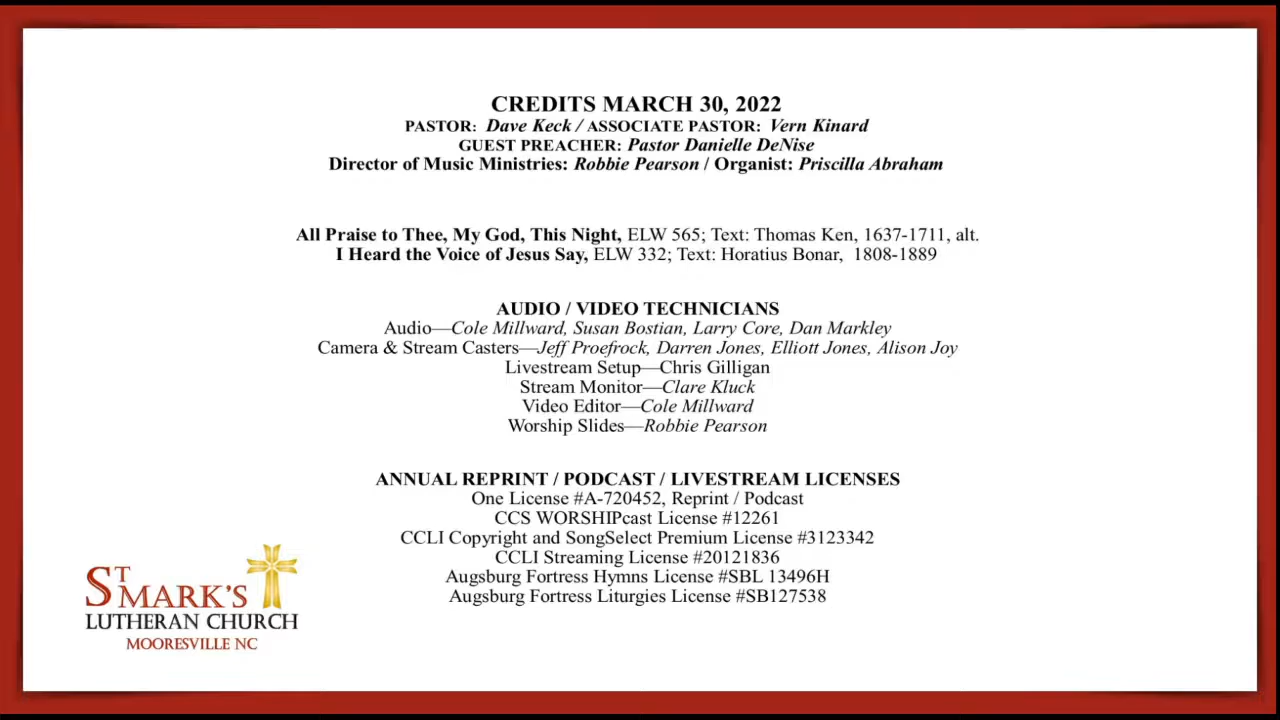 CREDITS MARCH 30, 2022
PASTOR: Dave Keck / ASSOCIATE PASTOR: Vern Kinard
GUEST PREACHER: Pastor Danielle DeNise
Director of Music Ministries: Robbie Pearson / Organist: Priscilla Abraham
All Praise to Thee, My God, This Night, ELW 565; Text: Thomas Ken, 1637-1711, alt.
I Heard the Voice of Jesus Say, ELW 332; Text: Horatius Bonar, 1808-1889
AUDIO / VIDEO TECHNICIANS
Audio—Cole Millward, Susan Bostian, Larry Core, Dan Markley
Camera & Stream Casters—Jeff Proefrock, Darren Jones, Elliott Jones, Alison Joy
Livestream Setup—Chris Gilligan
Stream Monitor—Clare Kluck
Video Editor—Cole Millward
Worship Slides—Robbie Pearson
ANNUAL REPRINT / PODCAST / LIVESTREAM LICENSES
One License #A-720452, Reprint / Podcast
CCS WORSHIPcast License #12261
CCLI Copyright and SongSelect Premium License #3123342
CCLI Streaming License #20121836
Augsburg Fortress Hymns License #SBL 13496H
Augsburg Fortress Liturgies License #SB127538
ST MARK'S
LUTHERAN CHURCH
MOORESVILLE NC